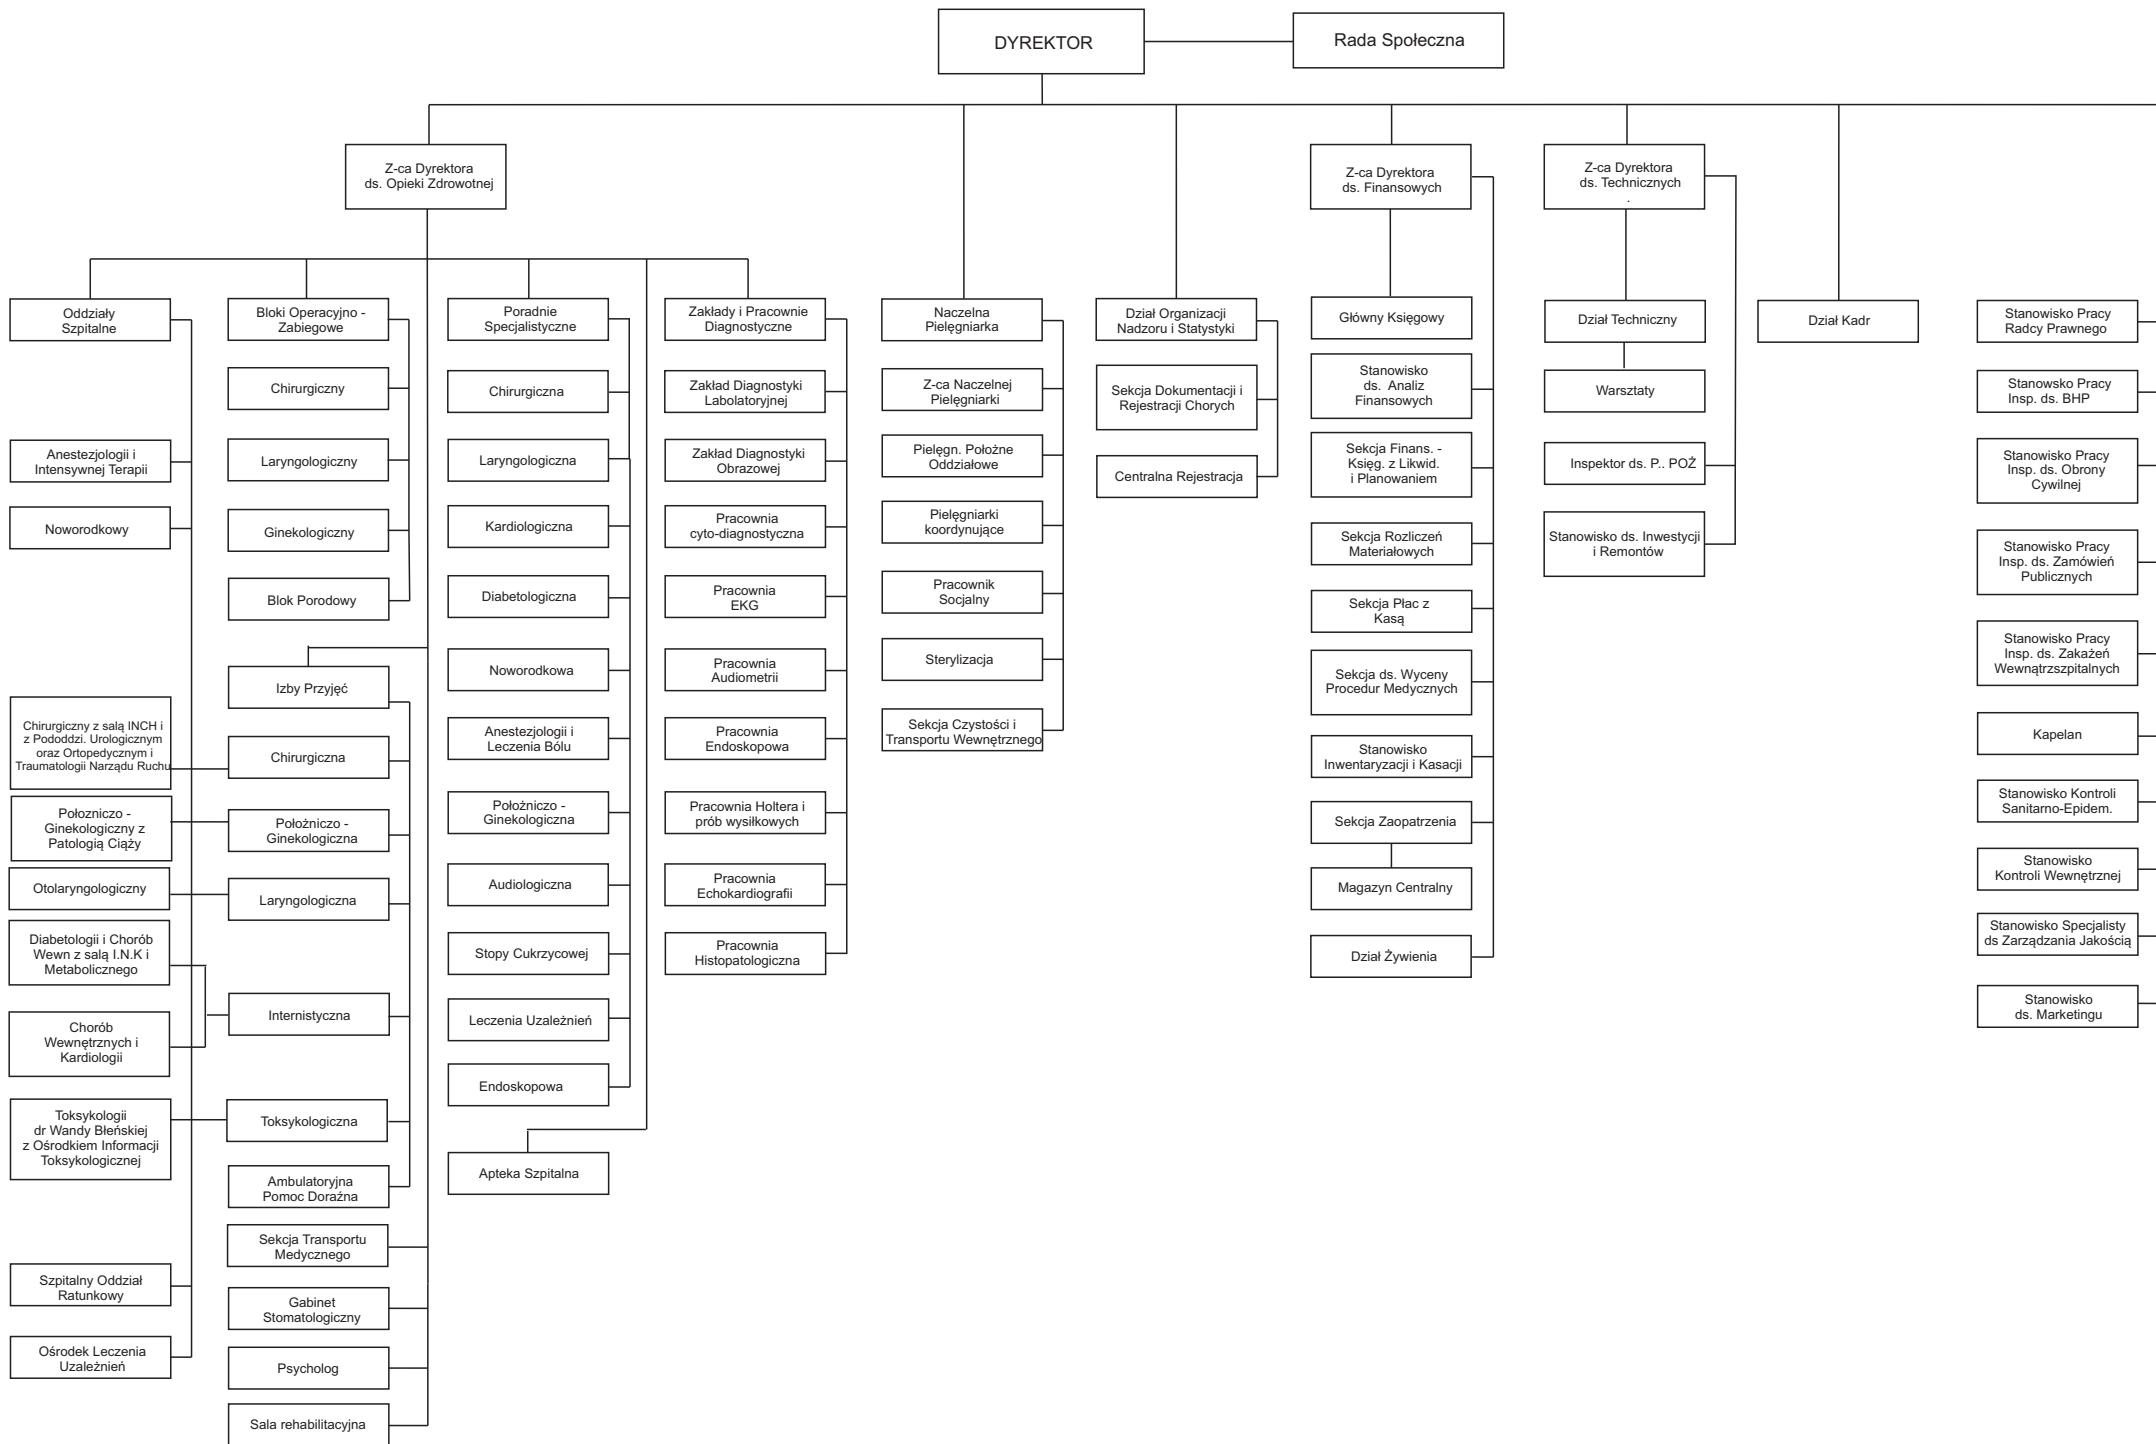 DYREKTOR
Rada Społeczna
Z-ca Dyrektora
ds. Opieki Zdrowotnej
Z-ca Dyrektora
ds. Finansowych
Z-ca Dyrektora
ds. Technicznych
.
Oddziały
Szpitalne
Anestezjologii i
Intensywnej Terapii
Noworodkowy
Chirurgiczny z salą INCH i
z Pododdzi. Urologicznym
oraz Ortopedycznym i
Traumatologii Narządu Ruchu
Połozniczo -
Ginekologiczny z
Patologią Ciąży
Otolaryngologiczny
Diabetologii i Chorób
Wewn z salą I.N.K i
Metabolicznego
Chorób
Wewnętrznych i
Kardiologii
Toksykologii
dr Wandy Błeńskiej
z Ośrodkiem Informacji
Toksykologicznej
Szpitalny Oddział
Ratunkowy
Ośrodek Leczenia
Uzależnień
Bloki Operacyjno -
Zabiegowe
Chirurgiczny
Laryngologiczny
Ginekologiczny
Blok Porodowy
Izby Przyjęć
Chirurgiczna
Położniczo -
Ginekologiczna
Laryngologiczna
Internistyczna
Toksykologiczna
Ambulatoryjna
Pomoc Doraźna
Sekcja Transportu
Medycznego
Gabinet
Stomatologiczny
Psycholog
Sala rehabilitacyjna
Poradnie
Specjalistyczne
Chirurgiczna
Laryngologiczna
Kardiologiczna
Diabetologiczna
Noworodkowa
Anestezjologii i
Leczenia Bólu
Położniczo -
Ginekologiczna
Audiologiczna
Stopy Cukrzycowej
Leczenia Uzależnień
Endoskopowa
Apteka Szpitalna
Zakłady i Pracownie
Diagnostyczne
Zakład Diagnostyki
Labolatoryjnej
Zakład Diagnostyki
Obrazowej
Pracownia
cyto-diagnostyczna
Pracownia
EKG
Pracownia
Audiometrii
Pracownia
Endoskopowa
Pracownia Holtera i
prób wysiłkowych
Pracownia
Echokardiografii
Pracownia
Histopatologiczna
Naczelna
Pielęgniarka
Z-ca Naczelnej
Pielęgniarki
Pielęgn. Położne
Oddziałowe
Pielęgniarki
koordynujące
Pracownik
Socjalny
Sterylizacja
Sekcja Czystości i
Transportu Wewnętrznego
Dział Organizacji
Nadzoru i Statystyki
Sekcja Dokumentacji i
Rejestracji Chorych
Centralna Rejestracja
Główny Księgowy
Stanowisko
ds. Analiz
Finansowych
Sekcja Finans. -
Księg. z Likwid.
i Planowaniem
Sekcja Rozliczeń
Materiałowych
Sekcja Płac z
Kasą
Sekcja ds. Wyceny
Procedur Medycznych
Stanowisko
Inwentaryzacji i Kasacji
Sekcja Zaopatrzenia
Magazyn Centralny
Dział Żywienia
Dział Techniczny
Warsztaty
Inspektor ds. P.. POŻ
Stanowisko ds. Inwestycji
i Remontów
Dział Kadr
Stanowisko Pracy
Radcy Prawnego
Stanowsko Pracy
Insp. ds. BHP
Stanowisko Pracy
Insp. ds. Obrony
Cywilnej
Stanowisko Pracy
Insp. ds. Zamówień
Publicznych
Stanowisko Pracy
Insp. ds. Zakażeń
Wewnątrzszpitalnych
Kapelan
Stanowisko Kontroli
Sanitarno-Epidem.
Stanowisko
Kontroli Wewnętrznej
Stanowisko Specjalisty
ds Zarządzania Jakością
Stanowisko
ds. Marketingu